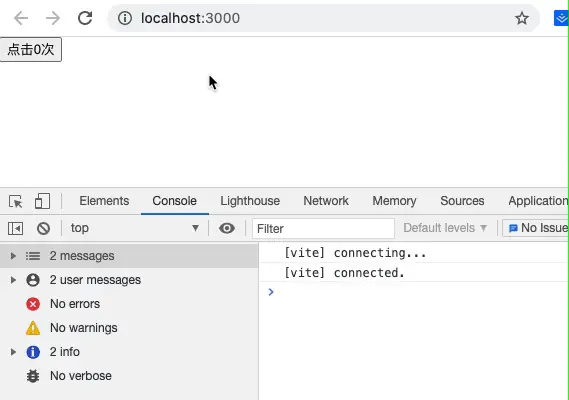 localhost:3000
点击0次
Elements Console Lighthouse Network Memory Sources Application
top Filter Default levels No Issue
2 messages
2 user messages
No errors
No warnings
2 info
No verbose
[vite] connecting...
[vite] connected.